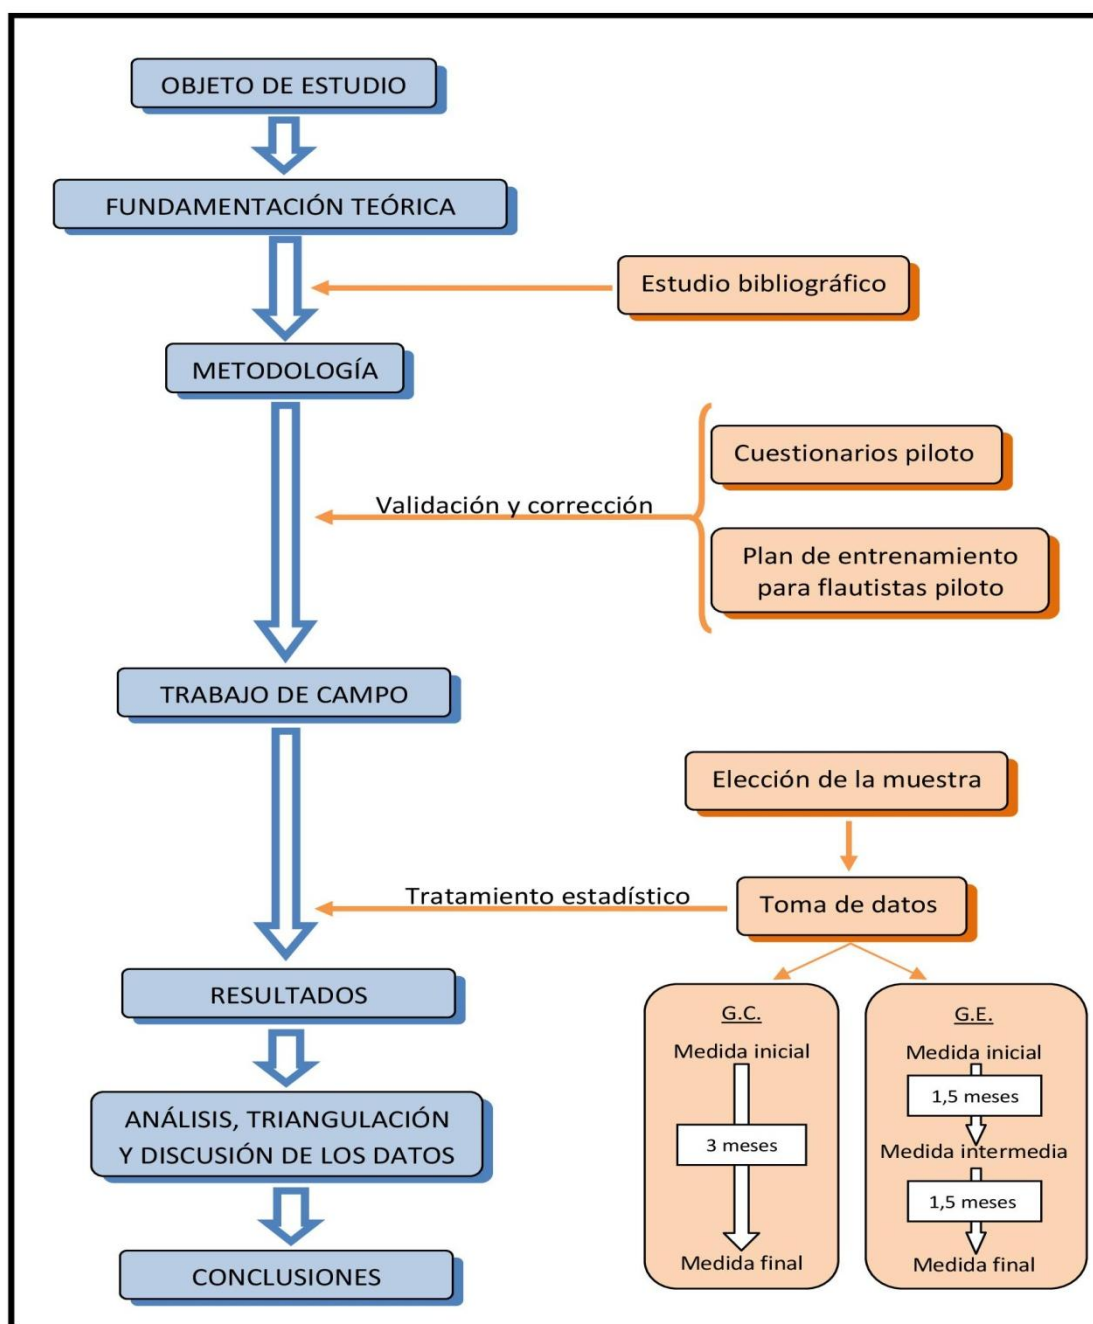 OBJETO DE ESTUDIO
FUNDAMENTACIÓN TEÓRICA
Estudio bibliográfico
METODOLOGÍA
Cuestionarios piloto
Validación y corrección
Plan de entrenamiento
para flautistas piloto
TRABAJO DE CAMPO
Elección de la muestra
Tratamiento estadístico
Toma de datos
RESULTADOS
G.C.
Medida inicial
3 meses
Medida final
G.E.
Medida inicial
1,5 meses
Medida intermedia
1,5 meses
Medida final
ANÁLISIS, TRIANGULACIÓN
Y DISCUSIÓN DE LOS DATOS
CONCLUSIONES